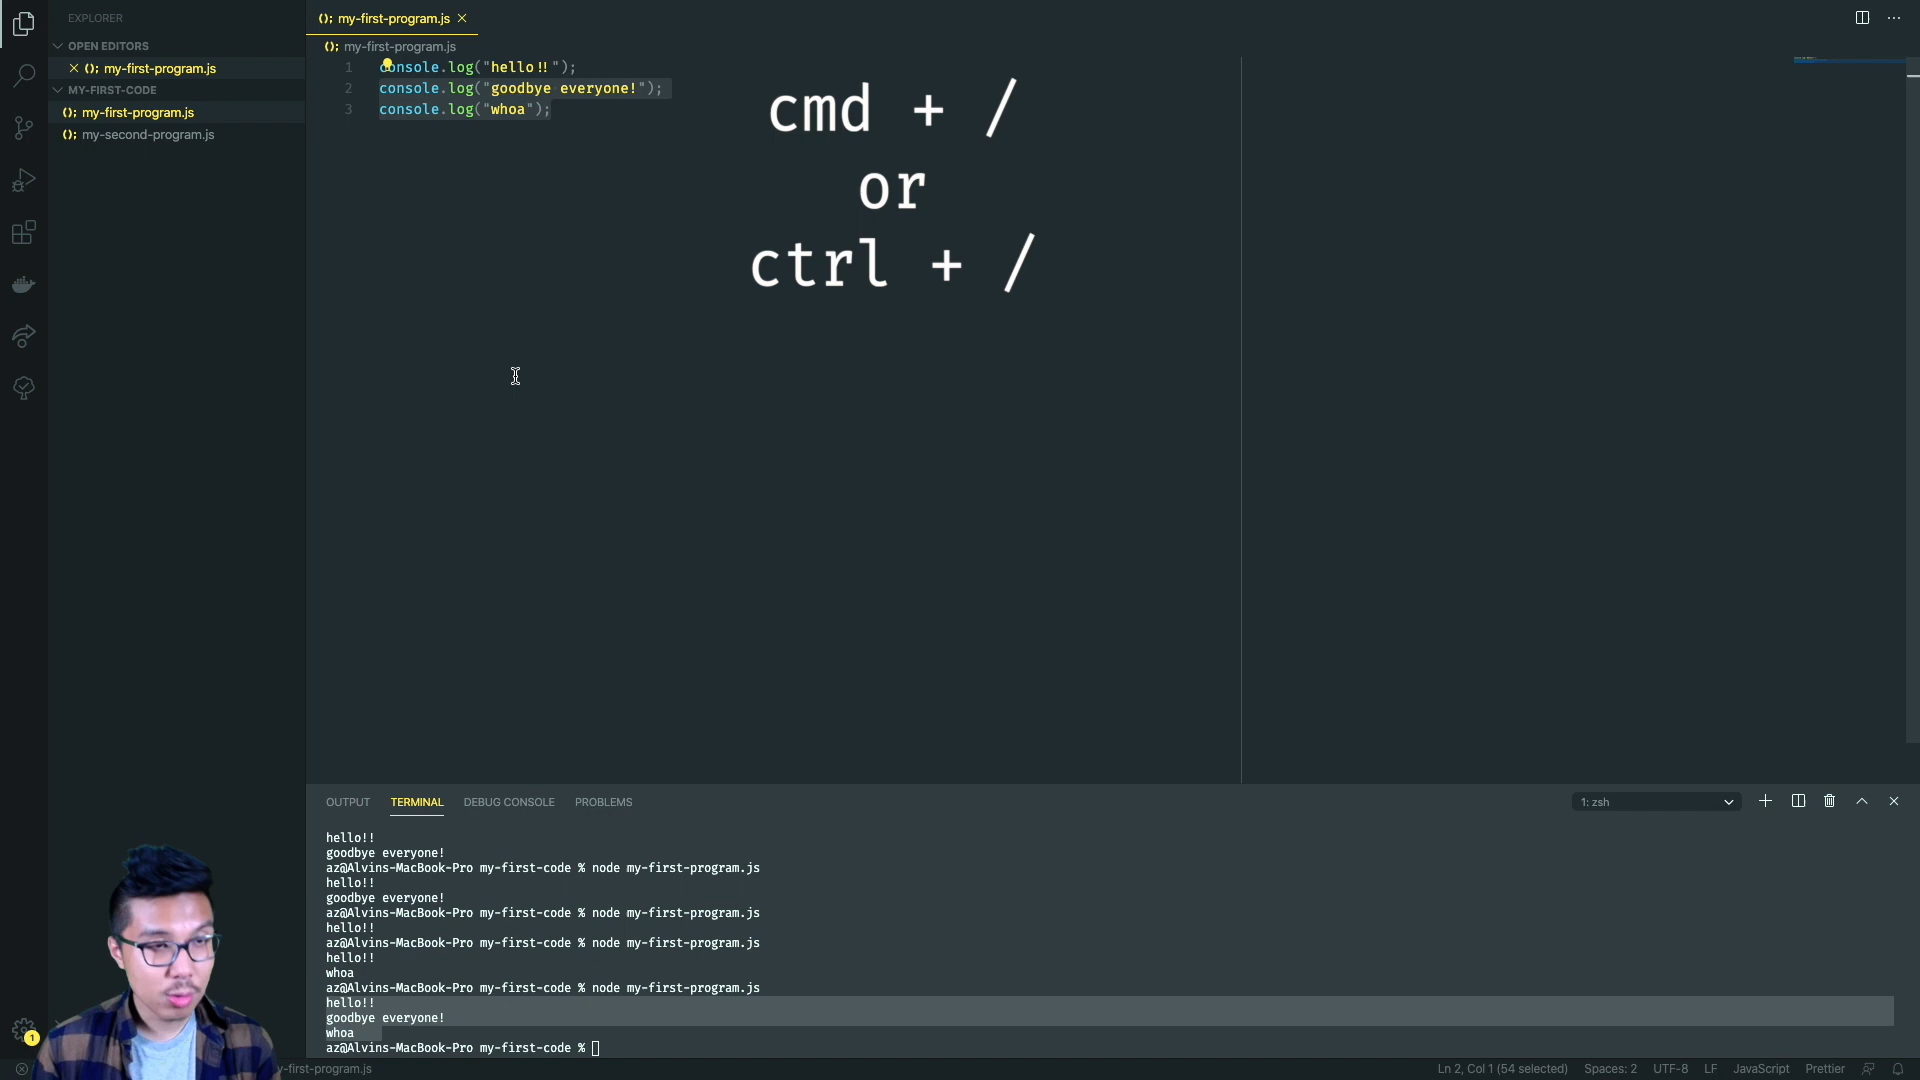 EXPLORER
OPEN EDITORS
my-first-program.js
MY-FIRST-CODE
my-first-program.js
my-second-program.js
my-first-program.js
my-first-program.js
1 console.log("hello!!");
2 console.log("goodbye everyone!");
3 console.log("whoa");
cmd + /
or
ctrl + /
OUTPUT TERMINAL DEBUG CONSOLE PROBLEMS
1: zsh
hello!!
goodbye everyone!
az@Alvins-MacBook-Pro my-first-code % node my-first-program.js
hello!!
goodbye everyone!
az@Alvins-MacBook-Pro my-first-code % node my-first-program.js
hello!!
az@Alvins-MacBook-Pro my-first-code % node my-first-program.js
hello!!
whoa
az@Alvins-MacBook-Pro my-first-code % node my-first-program.js
hello!!
goodbye everyone!
whoa
az@Alvins-MacBook-Pro my-first-code %
1
y-first-program.js
Ln 2, Col 1 (54 selected) Spaces: 2 UTF-8 LF JavaScript Prettier